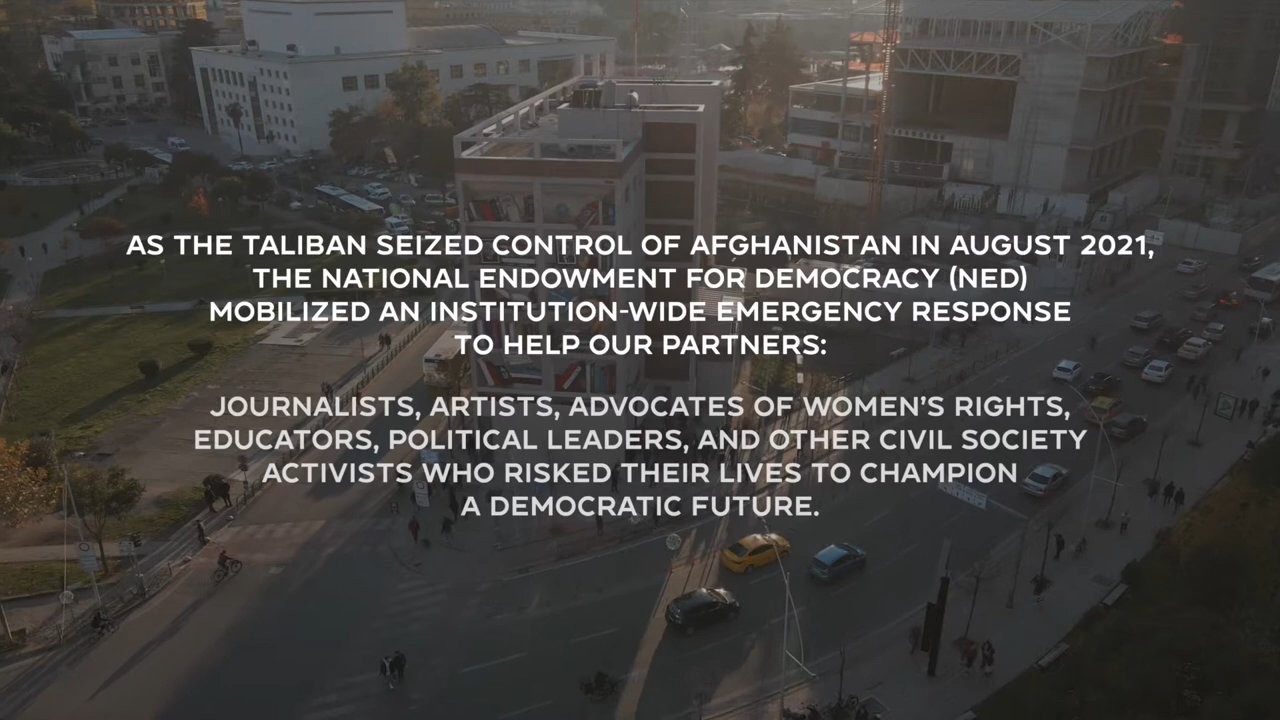 AS THE TALIBAN SEIZED CONTROL OF AFGHANISTAN IN AUGUST 2021,
THE NATIONAL ENDOWMENT FOR DEMOCRACY (NED)
MOBILIZED AN INSTITUTION-WIDE EMERGENCY RESPONSE
TO HELP OUR PARTNERS:
JOURNALISTS, ARTISTS, ADVOCATES OF WOMEN'S RIGHTS,
EDUCATORS, POLITICAL LEADERS, AND OTHER CIVIL SOCIETY
ACTIVISTS WHO RISKED THEIR LIVES TO CHAMPION
A DEMOCRATIC FUTURE.